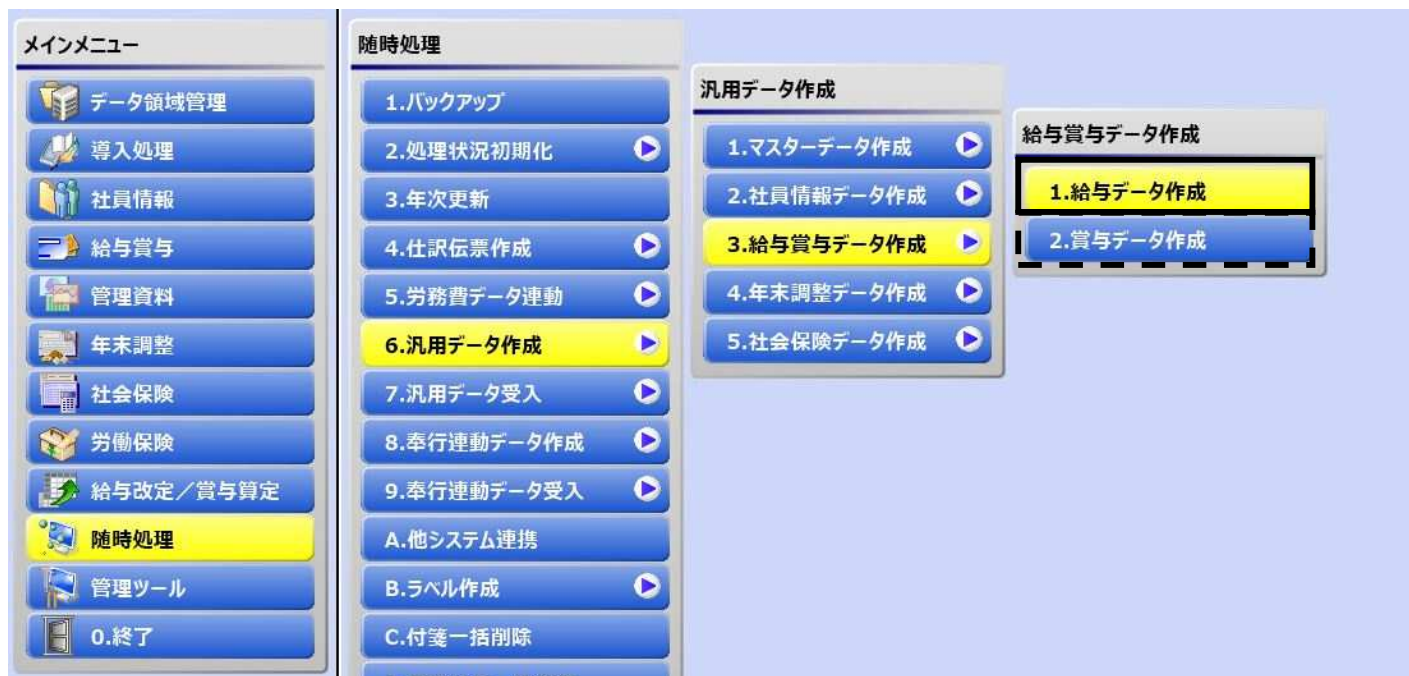 メインメニュー
データ領域管理
導入処理
社員情報
給与賞与
管理資料
年末調整
社会保険
労働保険
給与改定／賞与算定
随時処理
管理ツール
0.終了
随時処理
1.バックアップ
2.処理状況初期化
3.年次更新
4.仕訳伝票作成
5.労務費データ連動
6.汎用データ作成
7.汎用データ受入
8.奉行連動データ作成
9.奉行連動データ受入
A.他システム連携
B.ラベル作成
C.付箋一括削除
汎用データ作成
1.マスターデータ作成
2.社員情報データ作成
3.給与賞与データ作成
4.年末調整データ作成
5.社会保険データ作成
給与賞与データ作成
1.給与データ作成
2.賞与データ作成